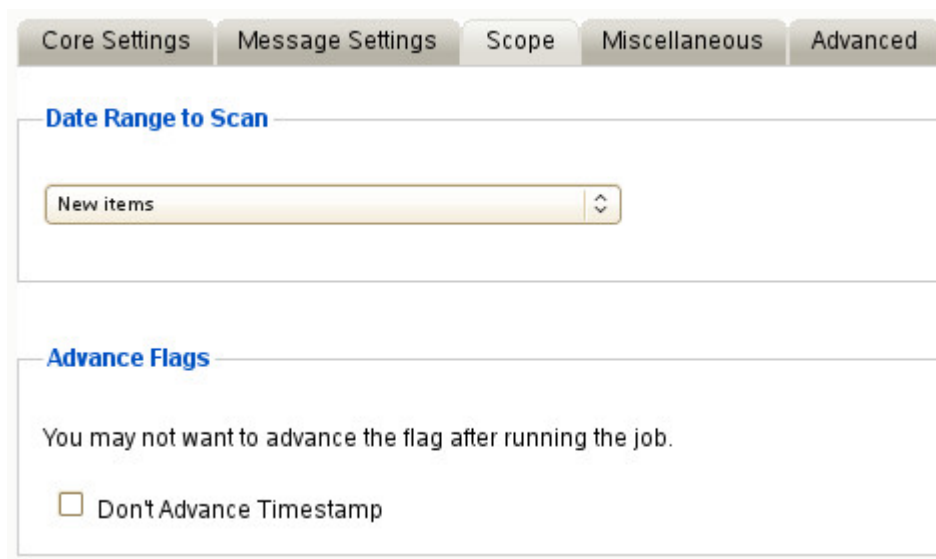 Core Settings Message Settings Scope Miscellaneous Advanced
Date Range to Scan
New items
Advance Flags
You may not want to advance the flag after running the job.
Don't Advance Timestamp